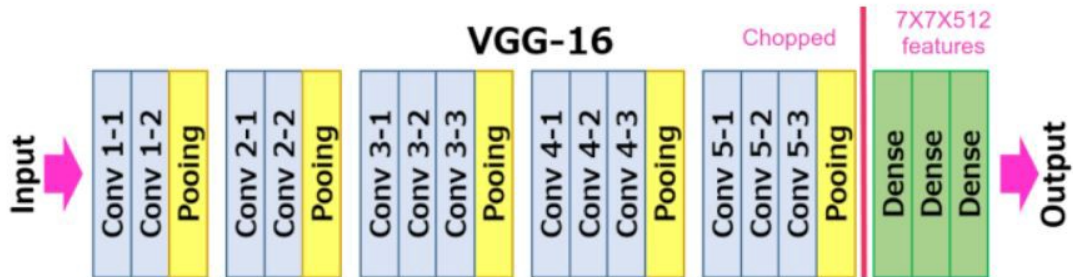 VGG-16
Chopped
7X7X512
features
Input
Conv 1-1
Conv 1-2
Pooing
Conv 2-1
Conv 2-2
Pooing
Conv 3-1
Conv 3-2
Conv 3-3
Pooing
Conv 4-1
Conv 4-2
Conv 4-3
Pooing
Conv 5-1
Conv 5-2
Conv 5-3
Pooing
Dense
Dense
Dense
Output